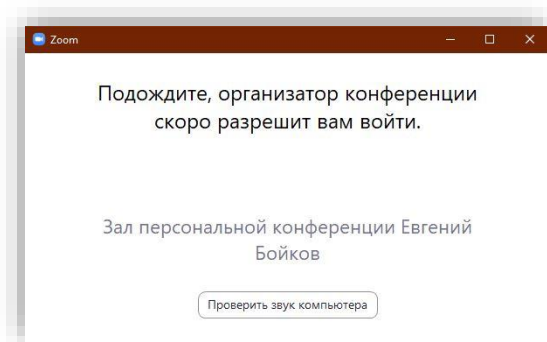 Zoom
Подождите, организатор конференции
скоро разрешит вам войти.
Зал персональной конференции Евгений
Бойков
Проверить звук компьютера